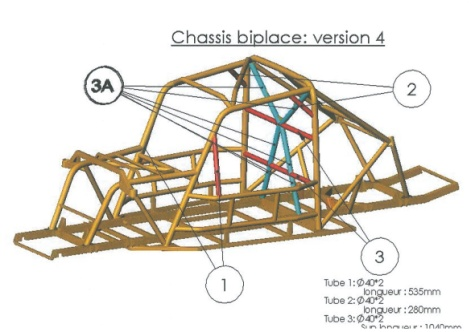 Chassis biplace: version 4
3A
2
3
1
Tube 1: Ø40*2
longueur : 535mm
Tube 2: Ø40*2
longueur : 280mm
Tube 3: Ø40*2
Sup longueur : 1040mm